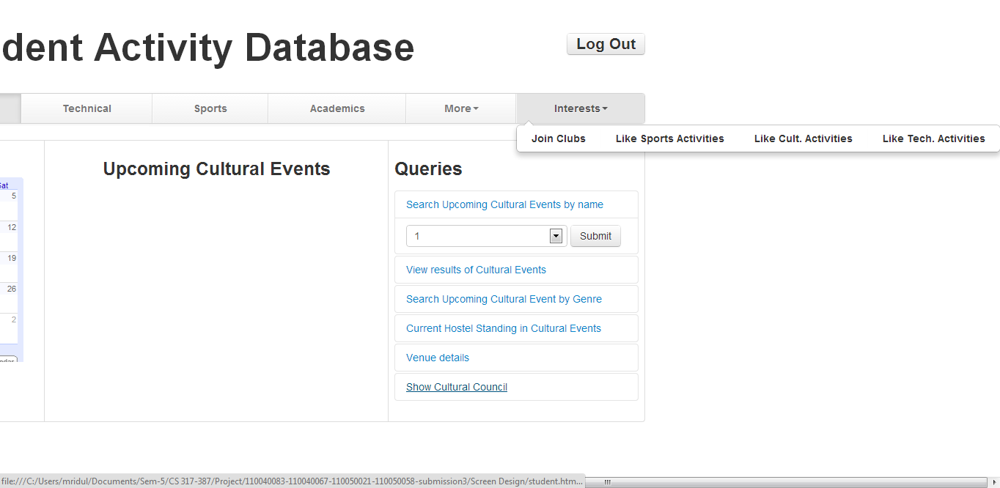 dent Activity Database
Log Out
Technical Sports Academics More Interests
Join Clubs Like Sports Activities Like Cult. Activities Like Tech. Activities
Sat
5
12
19
26
2
Upcoming Cultural Events
Queries
Search Upcoming Cultural Events by name
1 Submit
View results of Cultural Events
Search Upcoming Cultural Event by Genre
Current Hostel Standing in Cultural Events
Venue details
Show Cultural Council
file:///C:/Users/mridul/Documents/Sem-5/CS 317-387/Project/110040083-110040067-110050021-110050058-submission3/Screen Design/student.htm...